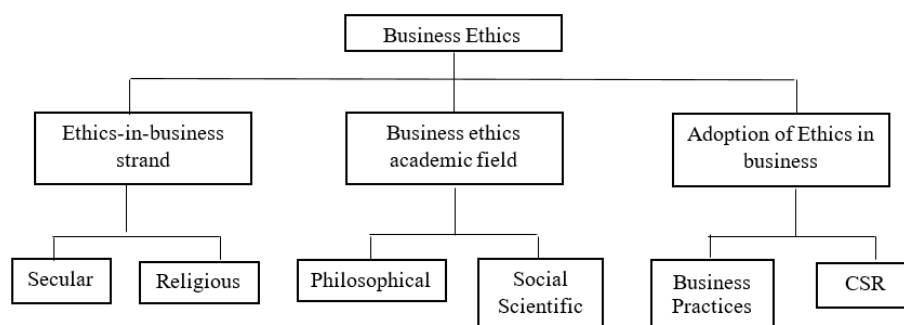 Business Ethics
Ethics-in-business
strand
Business ethics
academic field
Adoption of Ethics in
business
Secular
Religious
Philosophical
Social
Scientific
Business
Practices
CSR